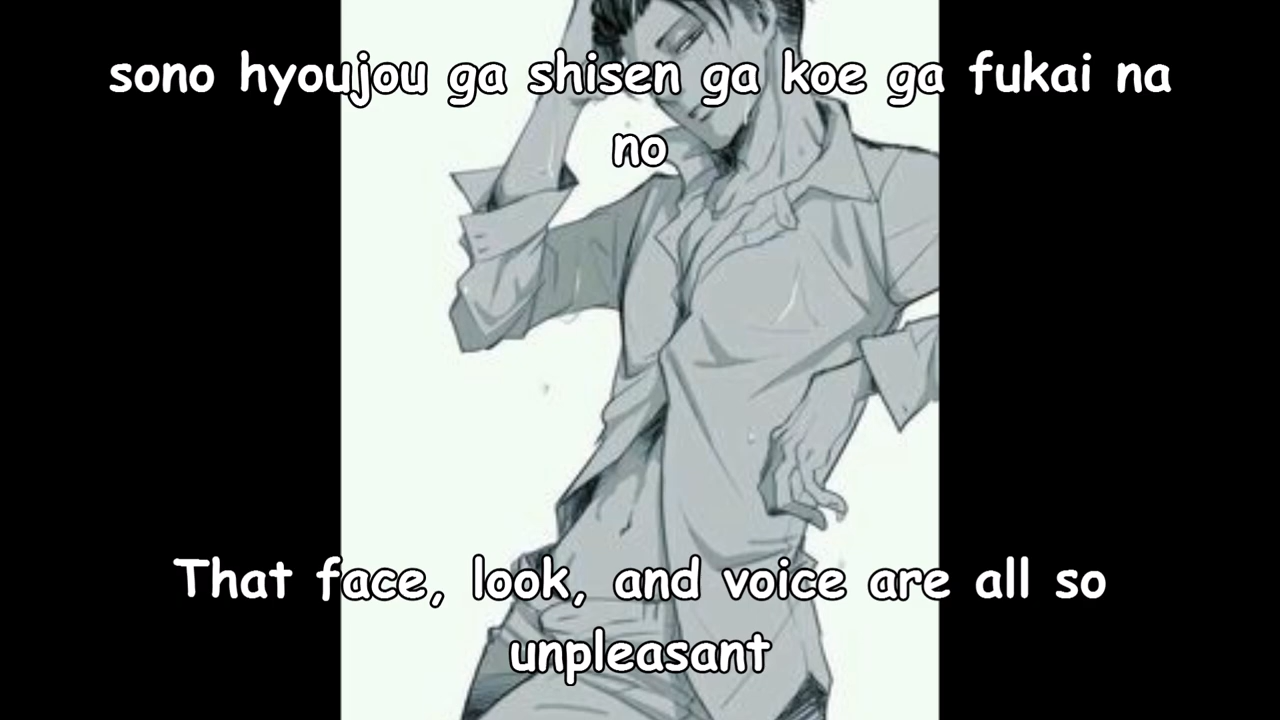 sono hyoujou ga shisen ga koe ga fukai na
no
That face, look, and voice are all so
unpleasant